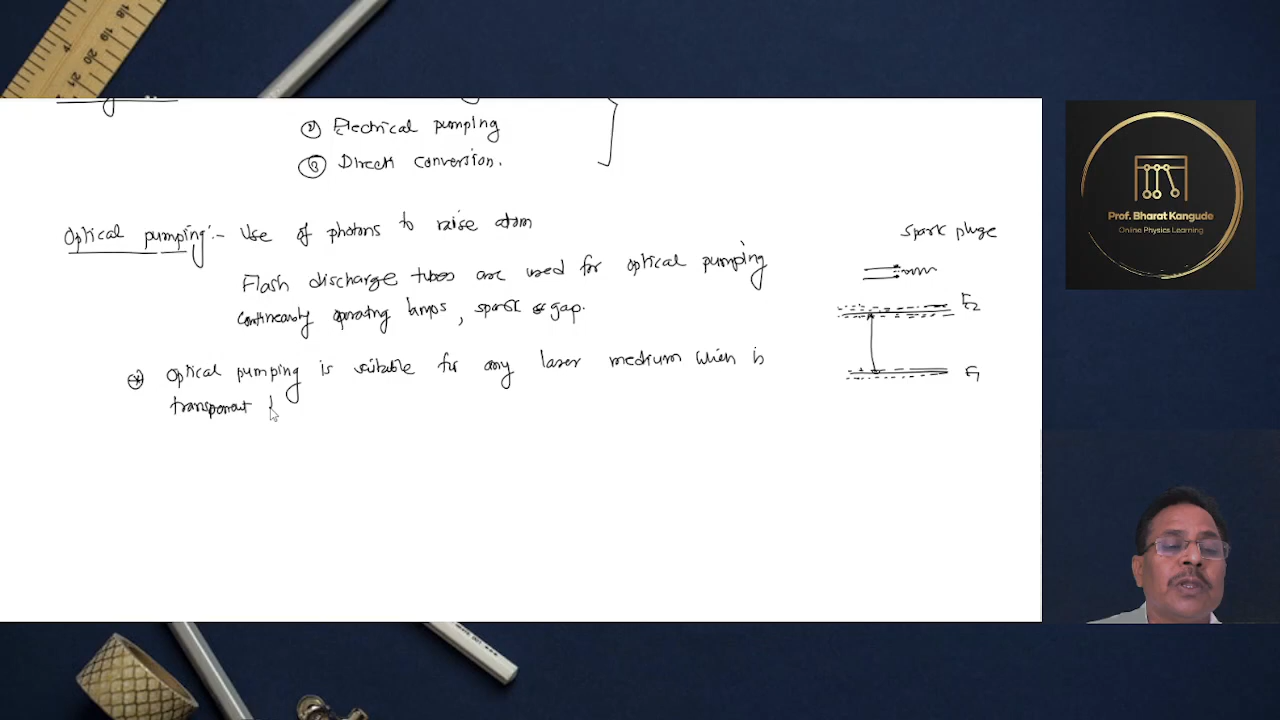 ② Electrical pumping
③ Direct conversion.
Optical pumping:- Use of photons to raise atom
Flash discharge tubes are used for optical pumping
continuously operating lamps, spark gap.
Optical pumping is suitable for any laser medium which is
transparent
spark pluge
E2
E1
Prof. Bharat Kangude
Online Physics Learning